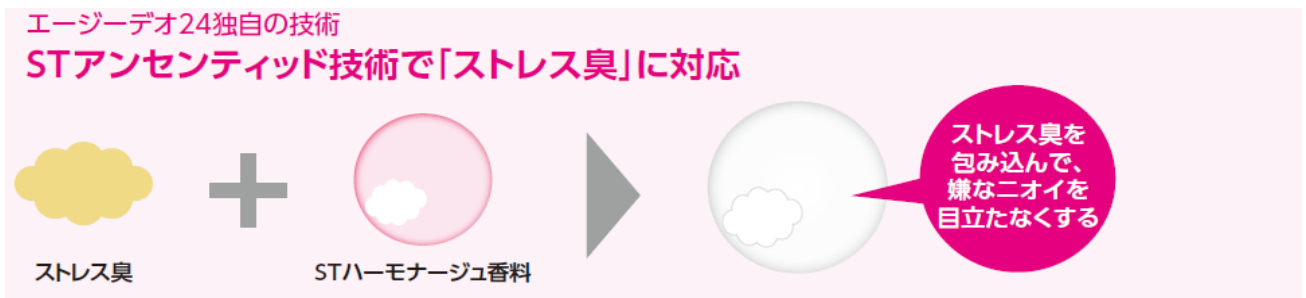 エージーデオ24独自の技術
STアンセンティッド技術で「ストレス臭」に対応
ストレス臭
STハーモナージュ香料
ストレス臭を
包み込んで、
嫌なニオイを
目立たなくする